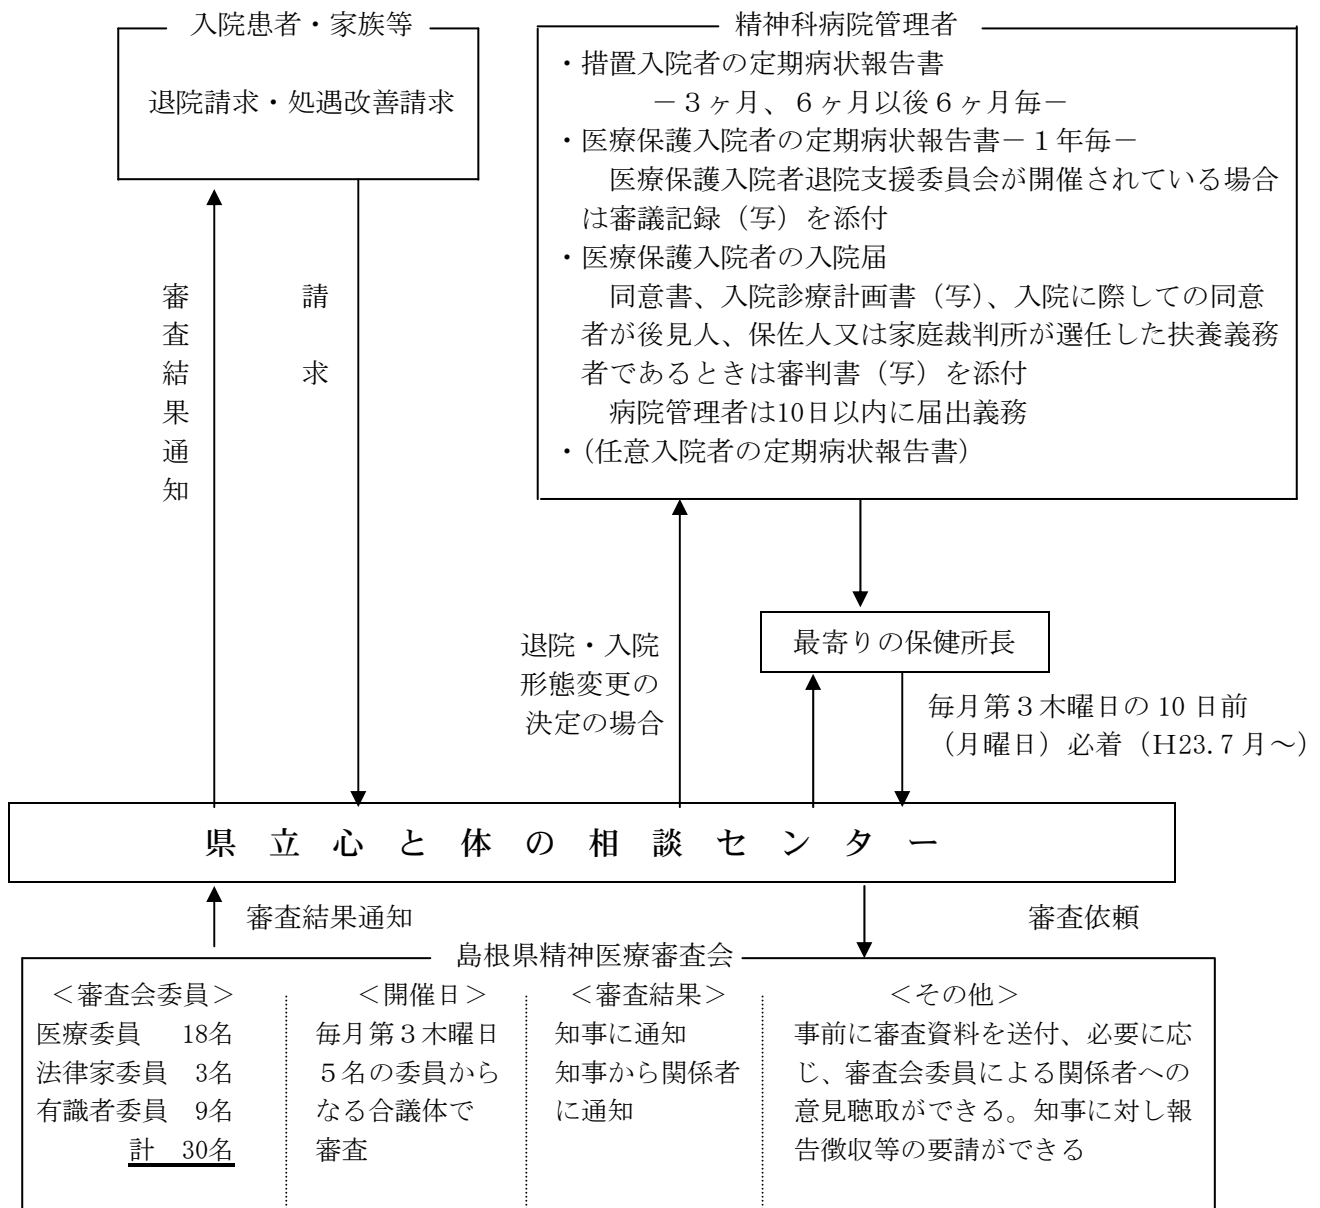 入院患者・家族等
退院請求・処遇改善請求
精神科病院管理者
・措置入院者の定期病状報告書
－３ヶ月、６ヶ月以後６ヶ月毎－
・医療保護入院者の定期病状報告書－１年毎－
医療保護入院者退院支援委員会が開催されている場合
は審議記録（写）を添付
・医療保護入院者の入院届
同意書、入院診療計画書（写）、入院に際しての同意
者が後見人、保佐人又は家庭裁判所が選任した扶養義務
者であるときは審判書（写）を添付
病院管理者は10日以内に届出義務
・（任意入院者の定期病状報告書）
審査結果通知
請求
退院・入院
形態変更の
決定の場合
最寄りの保健所長
毎月第３木曜日の 10 日前
（月曜日）必着（H23.７月～）
県立心と体の相談センター
審査結果通知
審査依頼
島根県精神医療審査会
＜審査会委員＞
医療委員　18名
法律家委員　3名
有識者委員　9名
計　30名
＜開催日＞
毎月第３木曜日
５名の委員から
なる合議体で
審査
＜審査結果＞
知事に通知
知事から関係者
に通知
＜その他＞
事前に審査資料を送付、必要に応
じ、審査会委員による関係者への
意見聴取ができる。知事に対し報
告徴収等の要請ができる